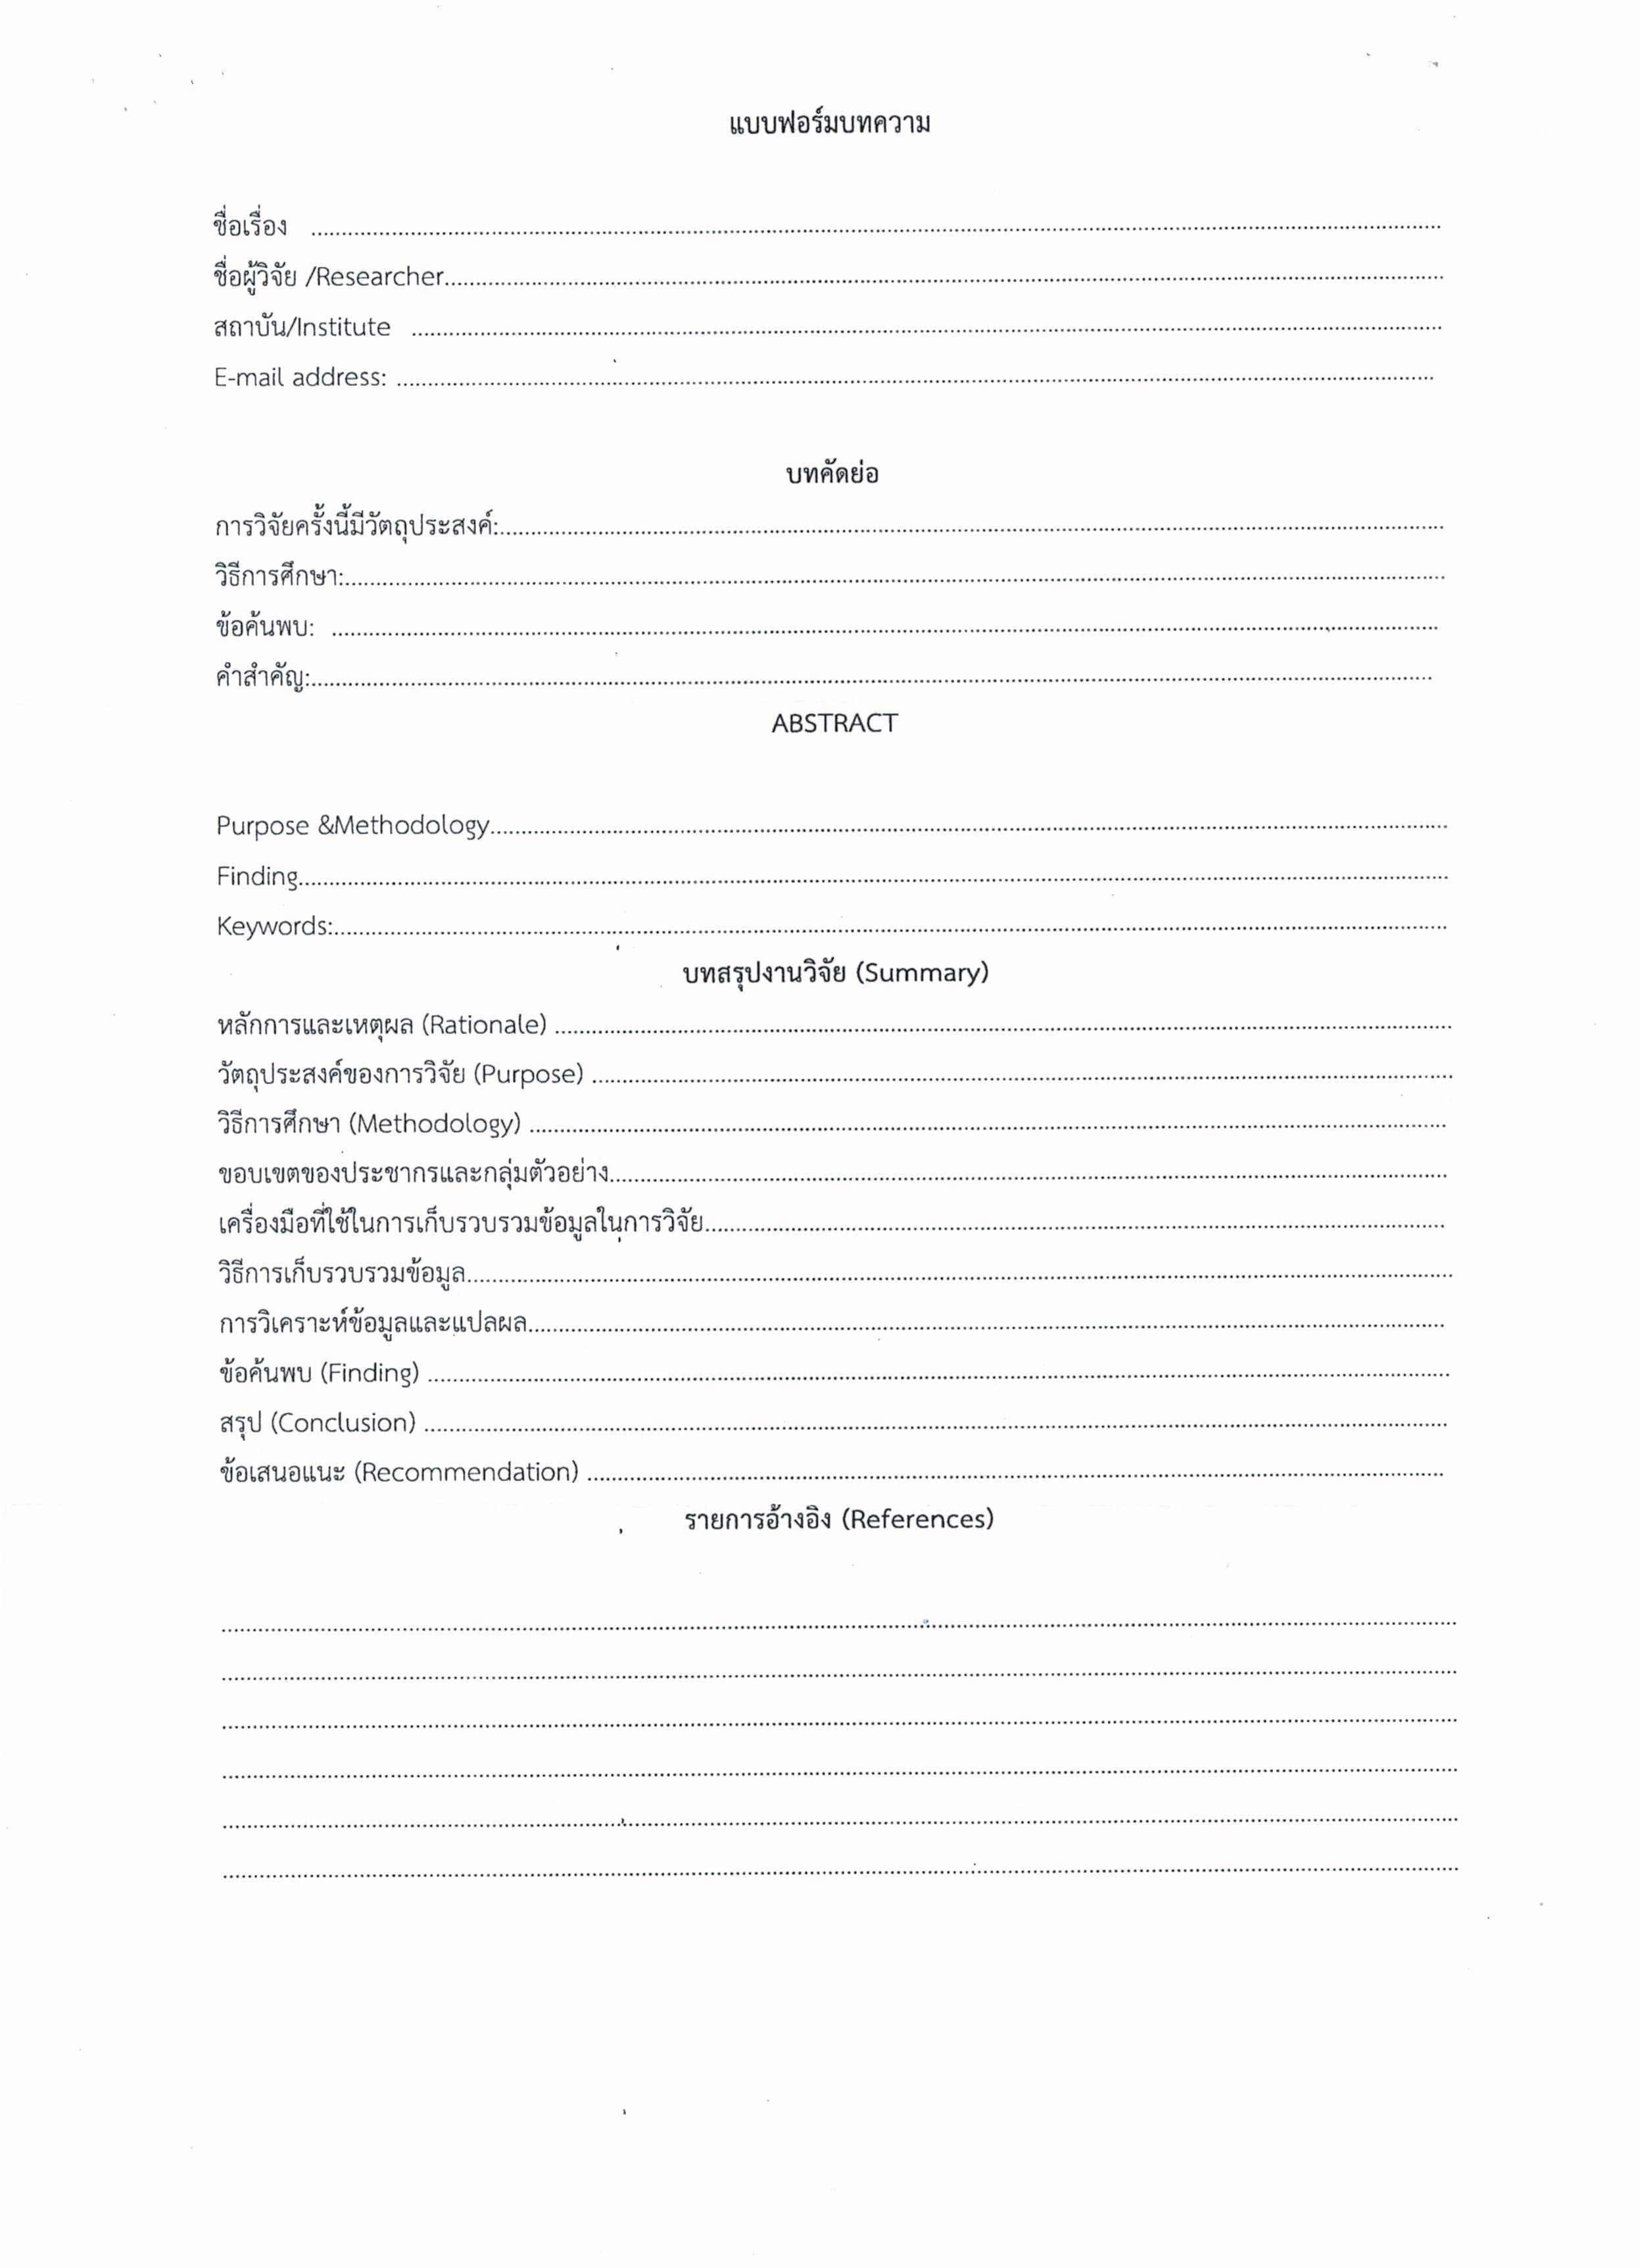 แบบฟอร์มบทความ
ชื่อเรื่อง ........................................................................
ชื่อผู้วิจัย /Researcher........................................................................
สถาบัน/Institute ........................................................................
E-mail address: ........................................................................
บทคัดย่อ
การวิจัยครั้งนี้มีวัตถุประสงค์:........................................................................
วิธีการศึกษา:........................................................................
ข้อค้นพบ: ........................................................................
คำสำคัญ:........................................................................
ABSTRACT
Purpose &Methodology........................................................................
Finding........................................................................
Keywords:........................................................................
บทสรุปงานวิจัย (Summary)
หลักการและเหตุผล (Rationale) ........................................................................
วัตถุประสงค์ของการวิจัย (Purpose) ........................................................................
วิธีการศึกษา (Methodology) ........................................................................
ขอบเขตของประชากรและกลุ่มตัวอย่าง........................................................................
เครื่องมือที่ใช้ในการเก็บรวบรวมข้อมูลในการวิจัย........................................................................
วิธีการเก็บรวบรวมข้อมูล........................................................................
การวิเคราะห์ข้อมูลและแปลผล........................................................................
ข้อค้นพบ (Finding) ........................................................................
สรุป (Conclusion) ........................................................................
ข้อเสนอแนะ (Recommendation) ........................................................................
รายการอ้างอิง (References)
........................................................................
........................................................................
........................................................................
........................................................................
........................................................................
........................................................................